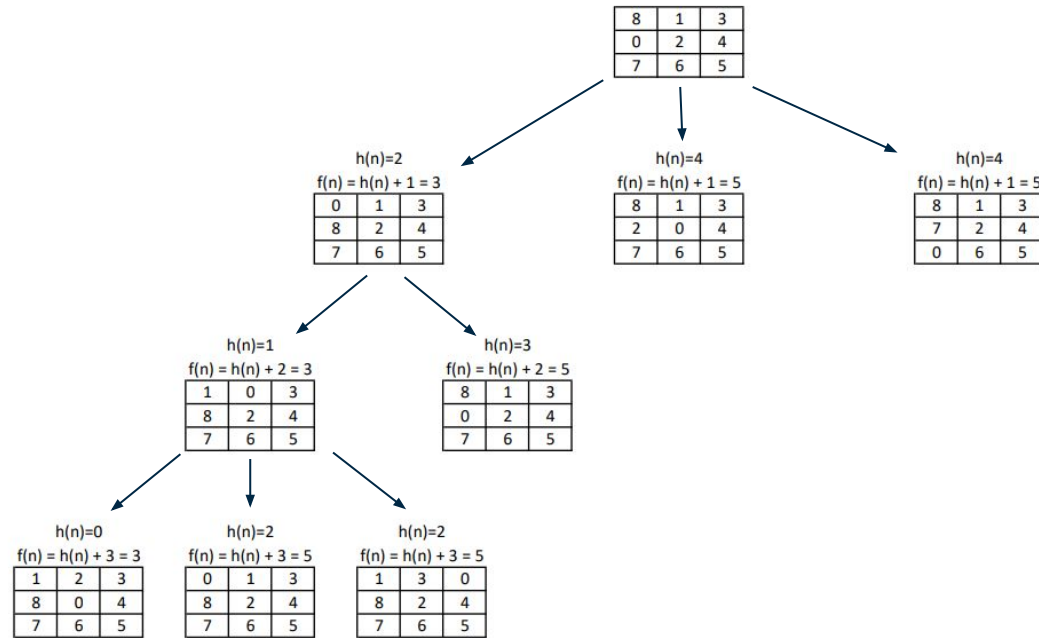 8 1 3
0 2 4
7 6 5
h(n)=2
f(n) = h(n) + 1 = 3
0 1 3
8 2 4
7 6 5
h(n)=4
f(n) = h(n) + 1 = 5
8 1 3
2 0 4
7 6 5
h(n)=4
f(n) = h(n) + 1 = 5
8 1 3
7 2 4
0 6 5
h(n)=1
f(n) = h(n) + 2 = 3
1 0 3
8 2 4
7 6 5
h(n)=3
f(n) = h(n) + 2 = 5
8 1 3
0 2 4
7 6 5
h(n)=0
f(n) = h(n) + 3 = 3
1 2 3
8 0 4
7 6 5
h(n)=2
f(n) = h(n) + 3 = 5
0 1 3
8 2 4
7 6 5
h(n)=2
f(n) = h(n) + 3 = 5
1 3 0
8 2 4
7 6 5